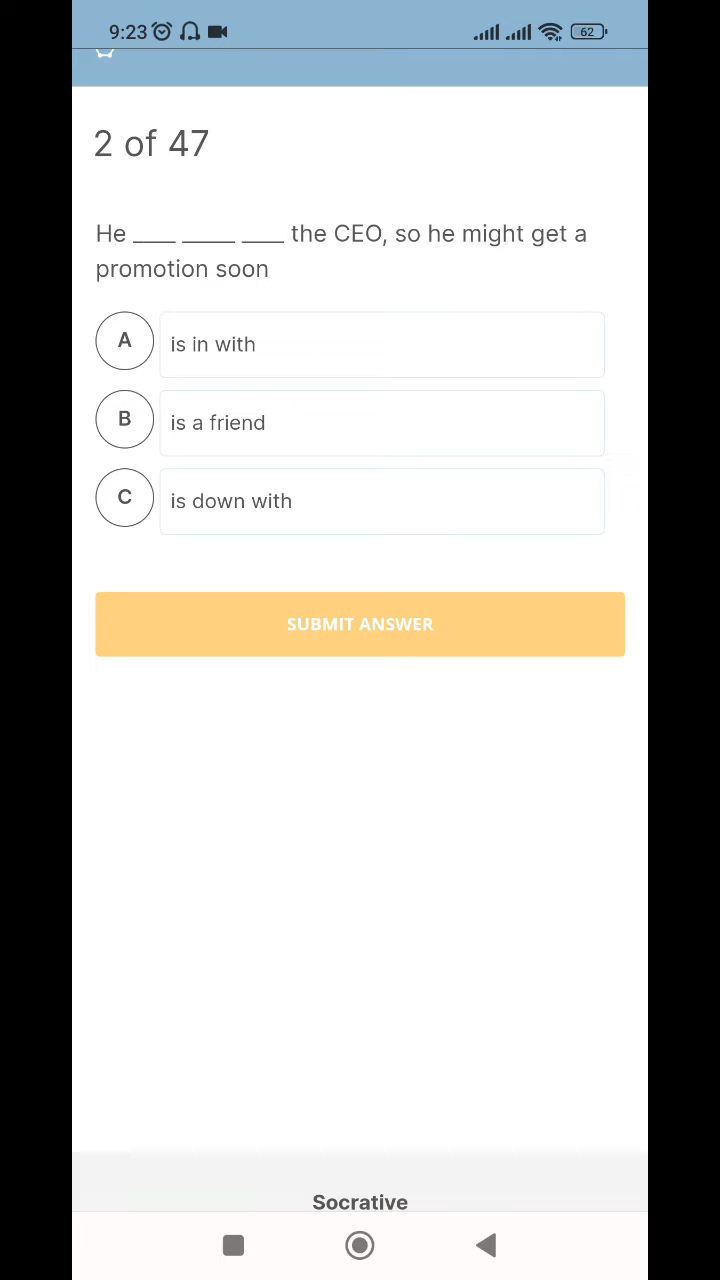 9:23 62
2 of 47
He ____ _____ ____ the CEO, so he might get a
promotion soon
A is in with
B is a friend
C is down with
SUBMIT ANSWER
Socrative